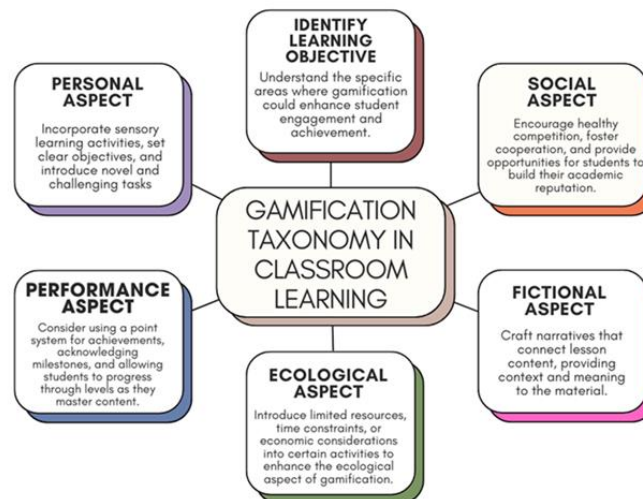 IDENTIFY
LEARNING
OBJECTIVE
Understand the specific
areas where gamification
could enhance student
engagement and
achievement.
PERSONAL
ASPECT
Incorporate sensory
learning activities, set
clear objectives, and
introduce novel and
challenging tasks
SOCIAL
ASPECT
Encourage healthy
competition, foster
cooperation, and provide
opportunities for students to
build their academic
reputation.
GAMIFICATION
TAXONOMY IN
CLASSROOM
LEARNING
PERFORMANCE
ASPECT
Consider using a point
system for achievements,
acknowledging
milestones, and allowing
students to progress
through levels as they
master content.
FICTIONAL
ASPECT
Craft narratives that
connect lesson
content, providing
context and meaning
to the material.
ECOLOGICAL
ASPECT
Introduce limited resources,
time constraints, or
economic considerations
into certain activities to
enhance the ecological
aspect of gamification.